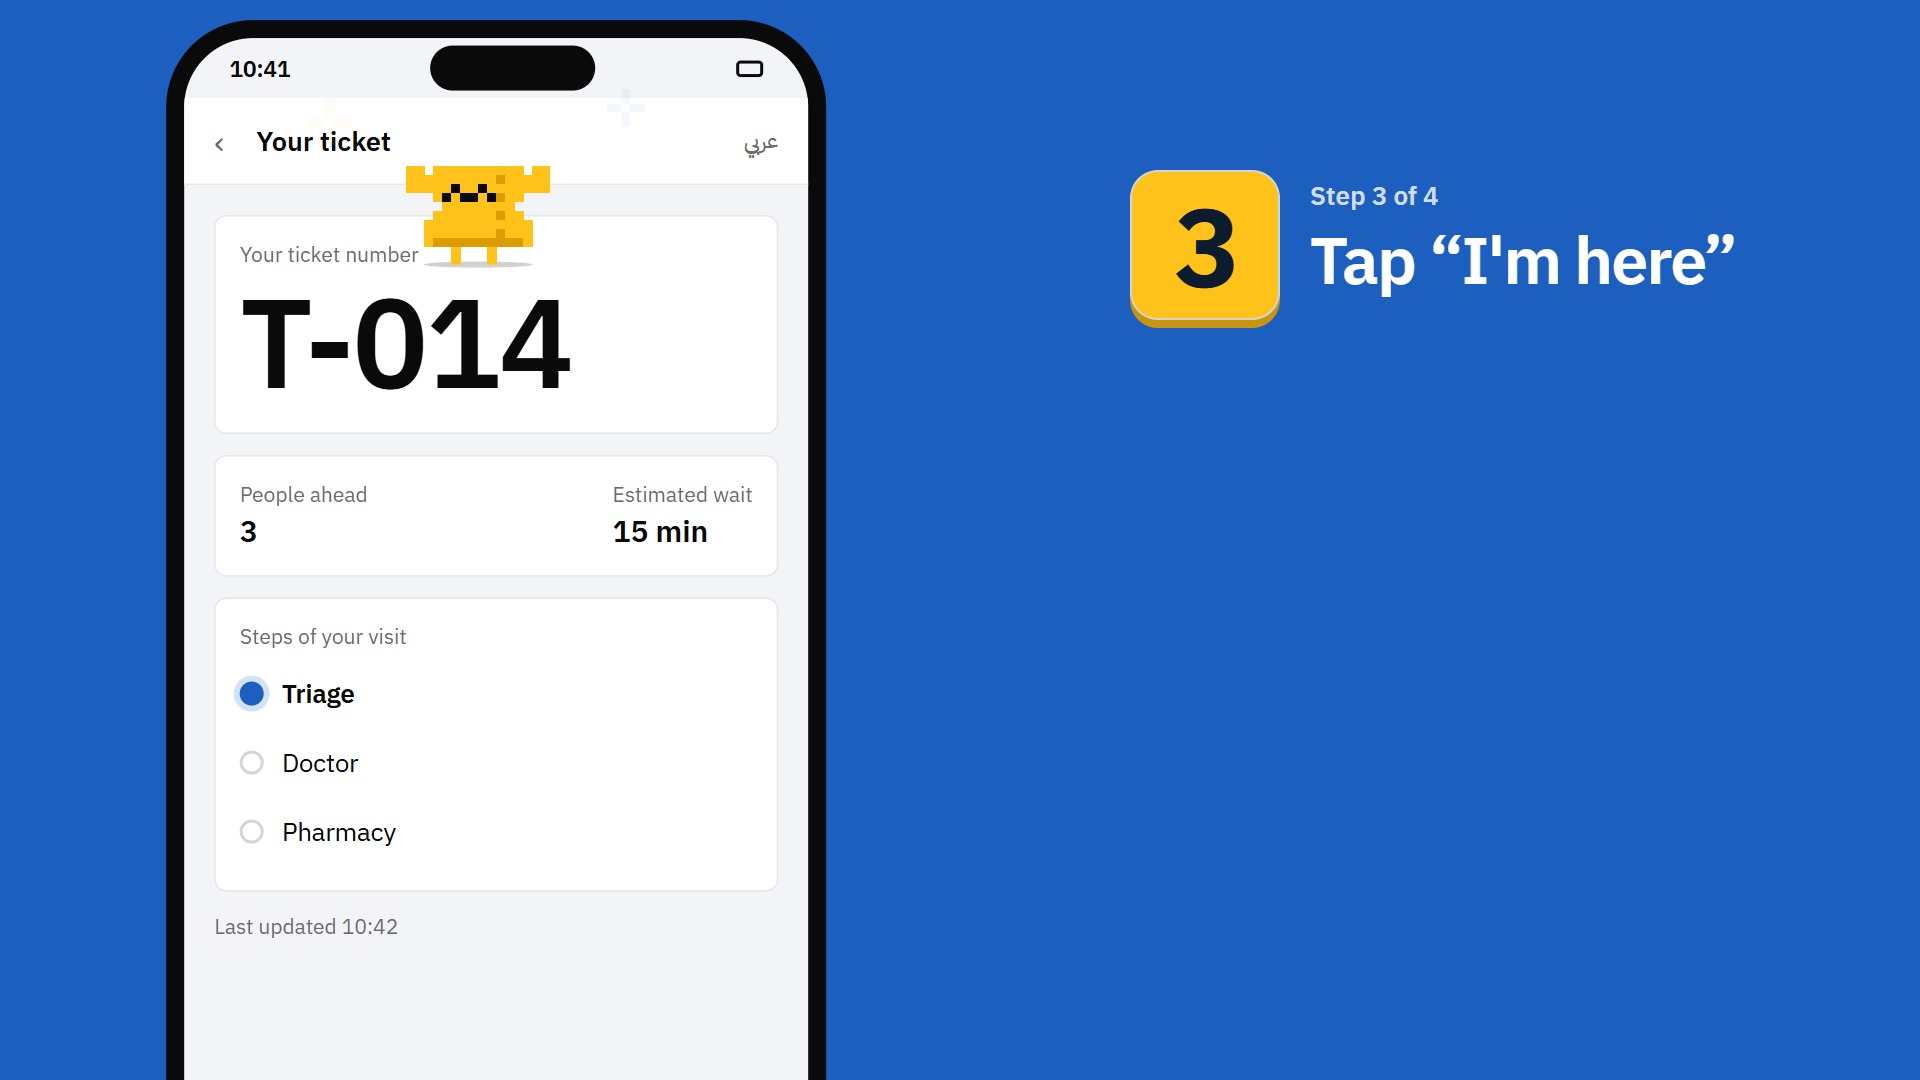 10:41
‹ Your ticket
عربي
Your ticket number
T-014
People ahead
3
Estimated wait
15 min
Steps of your visit
Triage
Doctor
Pharmacy
Last updated 10:42
3
Step 3 of 4
Tap “I'm here”